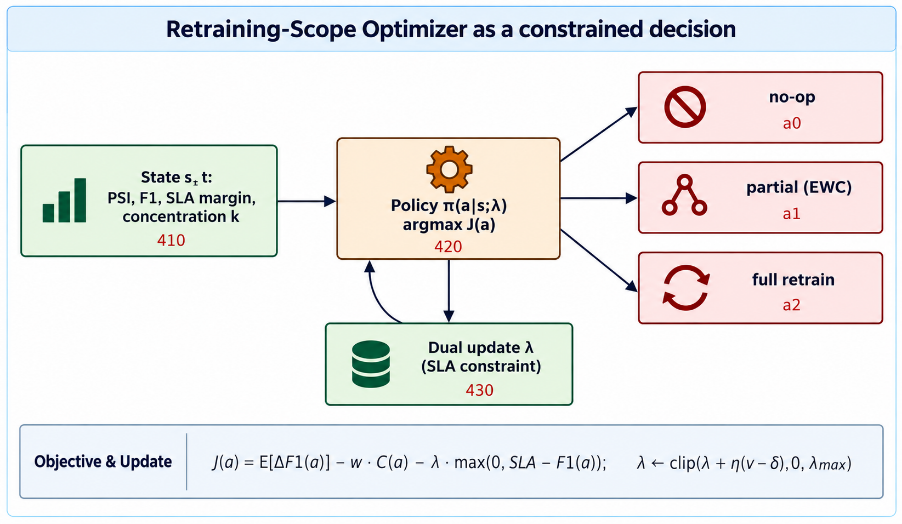 Retraining-Scope Optimizer as a constrained decision
State s_t t:
PSI, F1, SLA margin,
concentration k
410
Policy π(a|s;λ)
argmax J(a)
420
no-op
a0
partial (EWC)
a1
full retrain
a2
Dual update λ
(SLA constraint)
430
Objective & Update
J(a) = E[ΔF1(a)] − w · C(a) − λ · max(0, SLA − F1(a)); λ ← clip(λ + η(v − δ), 0, λmax)